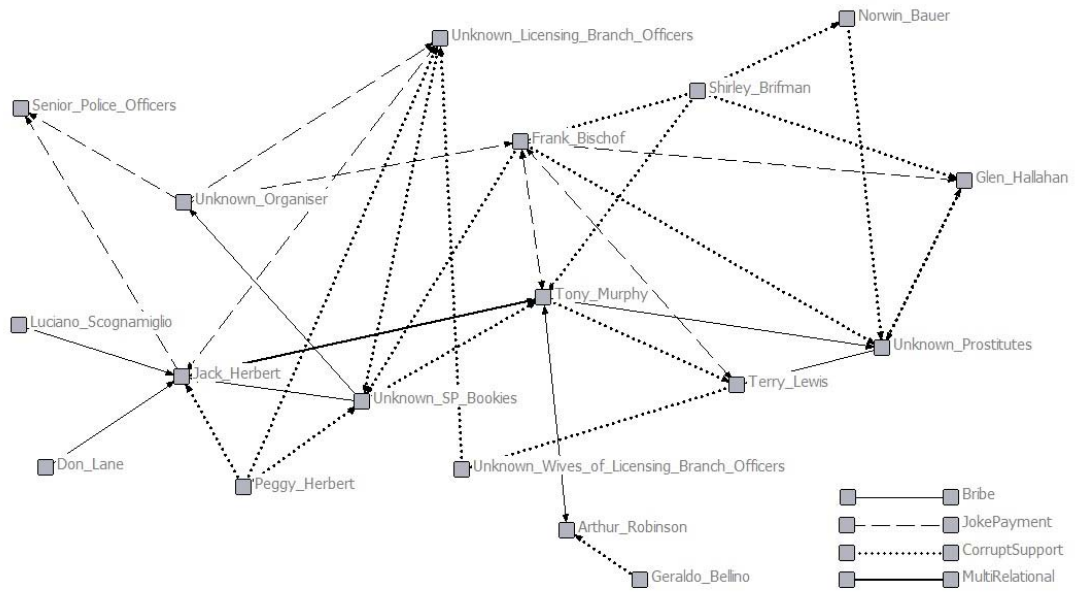 Norwin_Bauer
Unknown_Licensing_Branch_Officers
Shirley_Brifman
Senior_Police_Officers
Frank_Bischof
Glen_Hallahan
Unknown_Organiser
Tony_Murphy
Luciano_Scognamiglio
Unknown_Prostitutes
Jack_Herbert
Terry_Lewis
Unknown_SP_Bookies
Don_Lane
Unknown_Wives_of_Licensing_Branch_Officers
Peggy_Herbert
Bribe
JokePayment
Arthur_Robinson
CorruptSupport
Geraldo_Bellino
MultiRelational